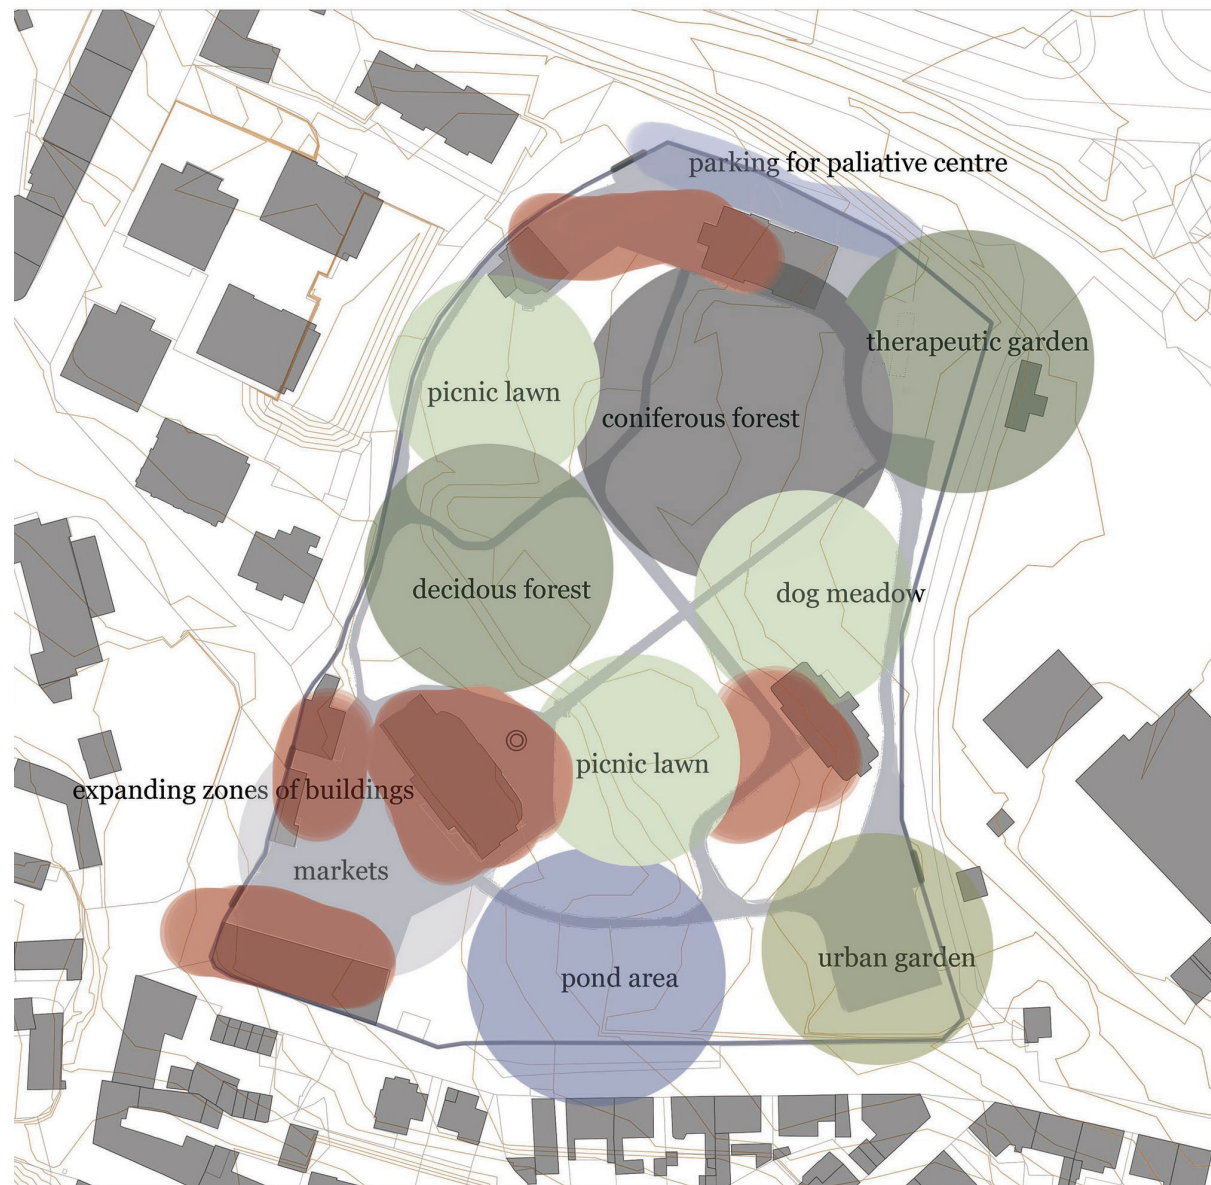 parking for paliative centre
therapeutic garden
picnic lawn
coniferous forest
decidous forest
dog meadow
picnic lawn
expanding zones of buildings
markets
urban garden
pond area